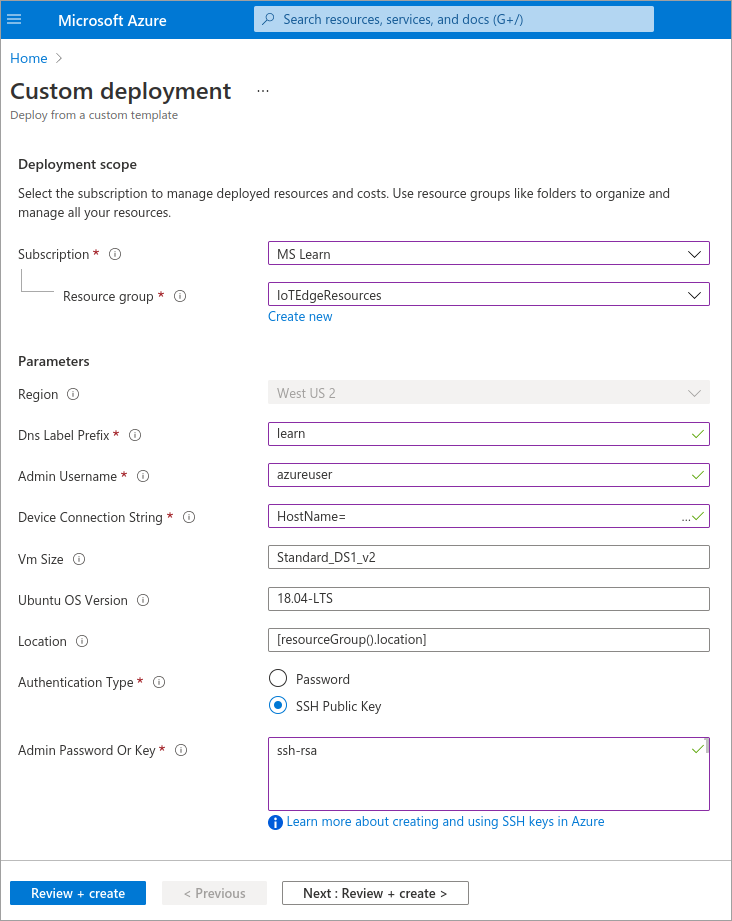 Microsoft Azure
Search resources, services, and docs (G+/)
Home >
Custom deployment ...
Deploy from a custom template
Deployment scope
Select the subscription to manage deployed resources and costs. Use resource groups like folders to organize and
manage all your resources.
Subscription *
MS Learn
Resource group *
IoTEdgeResources
Create new
Parameters
Region
West US 2
Dns Label Prefix *
learn
Admin Username *
azureuser
Device Connection String *
HostName= ...
Vm Size
Standard_DS1_v2
Ubuntu OS Version
18.04-LTS
Location
[resourceGroup().location]
Authentication Type *
Password
SSH Public Key
Admin Password Or Key *
ssh-rsa
Learn more about creating and using SSH keys in Azure
Review + create
< Previous
Next : Review + create >